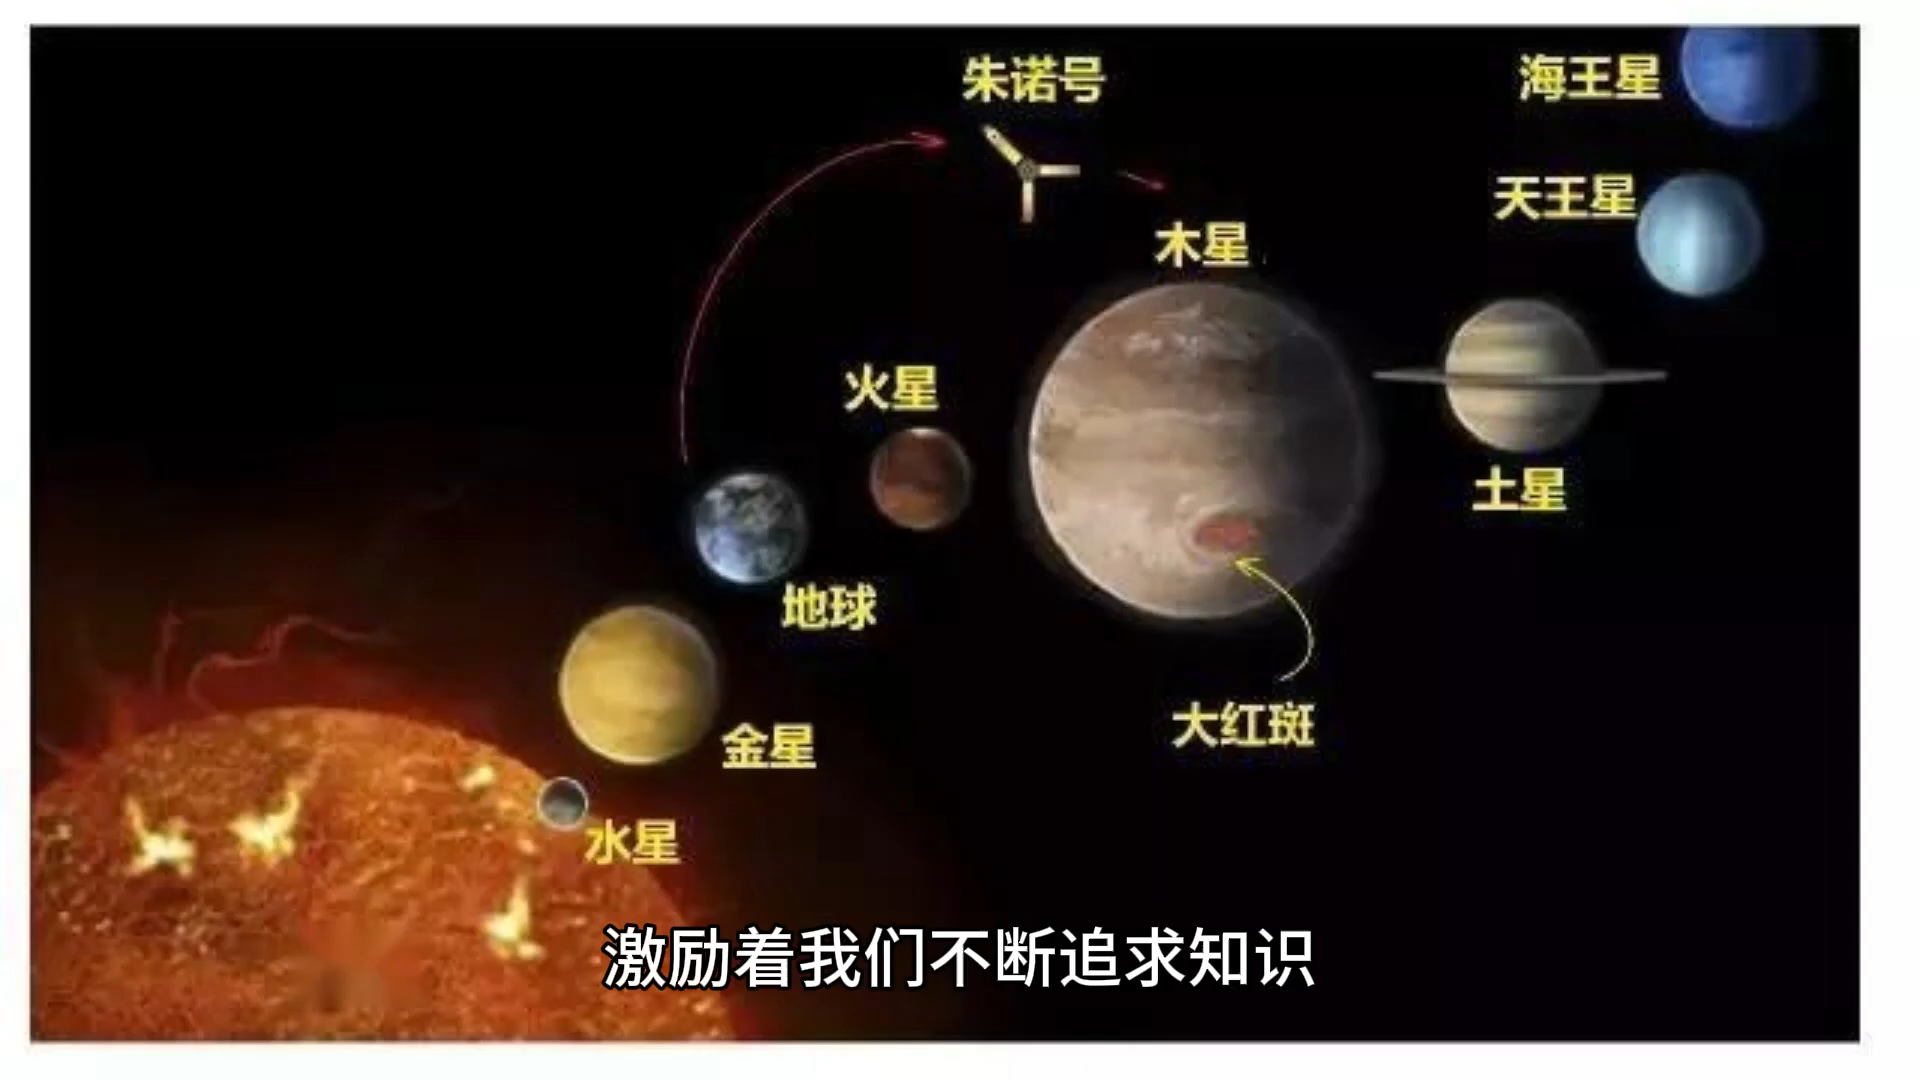 朱诺号
海王星
天王星
木星
火星
土星
地球
大红斑
金星
水星
激励着我们不断追求知识